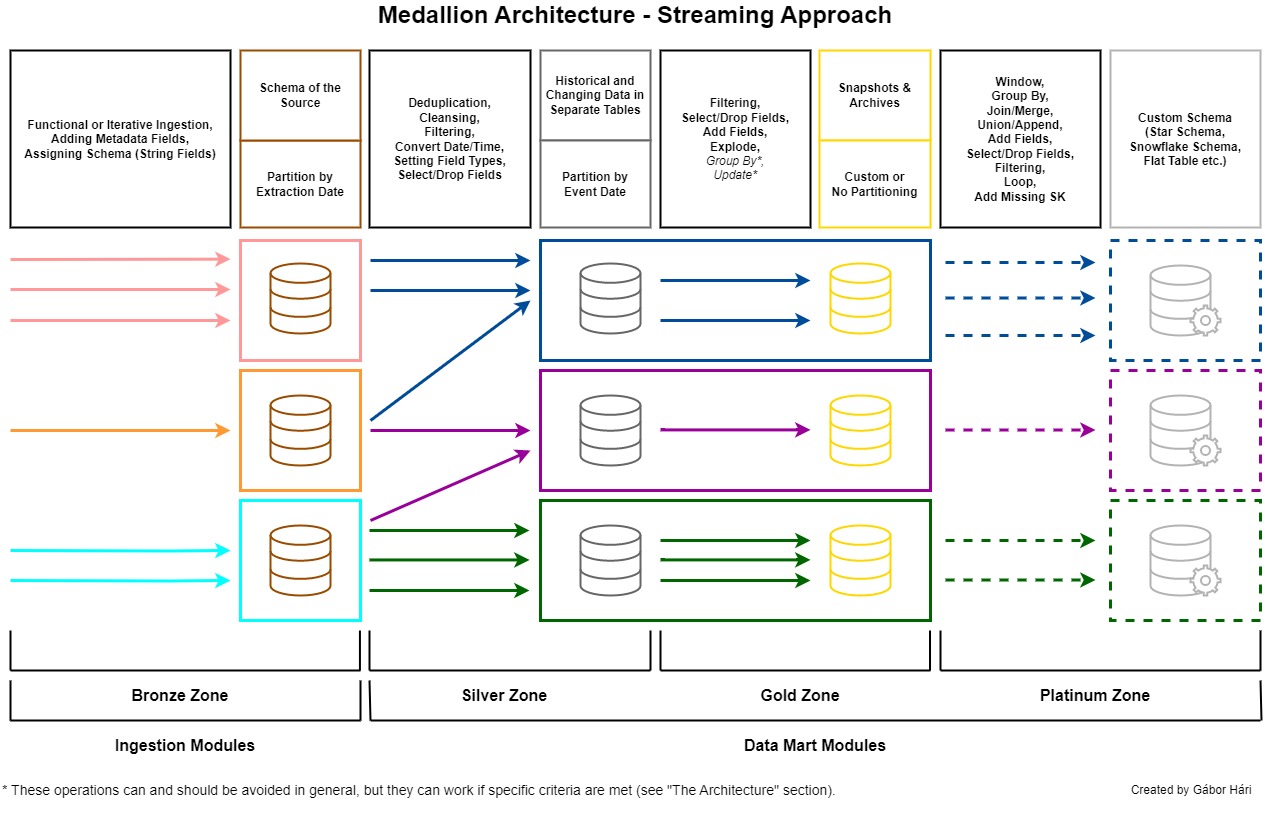 Medallion Architecture - Streaming Approach
Functional or Iterative Ingestion,
Adding Metadata Fields,
Assigning Schema (String Fields)
Schema of the
Source
Partition by
Extraction Date
Deduplication,
Cleansing,
Filtering,
Convert Date/Time,
Setting Field Types,
Select/Drop Fields
Historical and
Changing Data in
Separate Tables
Partition by
Event Date
Filtering,
Select/Drop Fields,
Add Fields,
Explode,
Group By*,
Update*
Snapshots &
Archives
Custom or
No Partitioning
Window,
Group By,
Join/Merge,
Union/Append,
Add Fields,
Select/Drop Fields,
Filtering,
Loop,
Add Missing SK
Custom Schema
(Star Schema,
Snowflake Schema,
Flat Table etc.)
Bronze Zone
Silver Zone
Gold Zone
Platinum Zone
Ingestion Modules
Data Mart Modules
* These operations can and should be avoided in general, but they can work if specific criteria are met (see "The Architecture" section).
Created by Gábor Hári